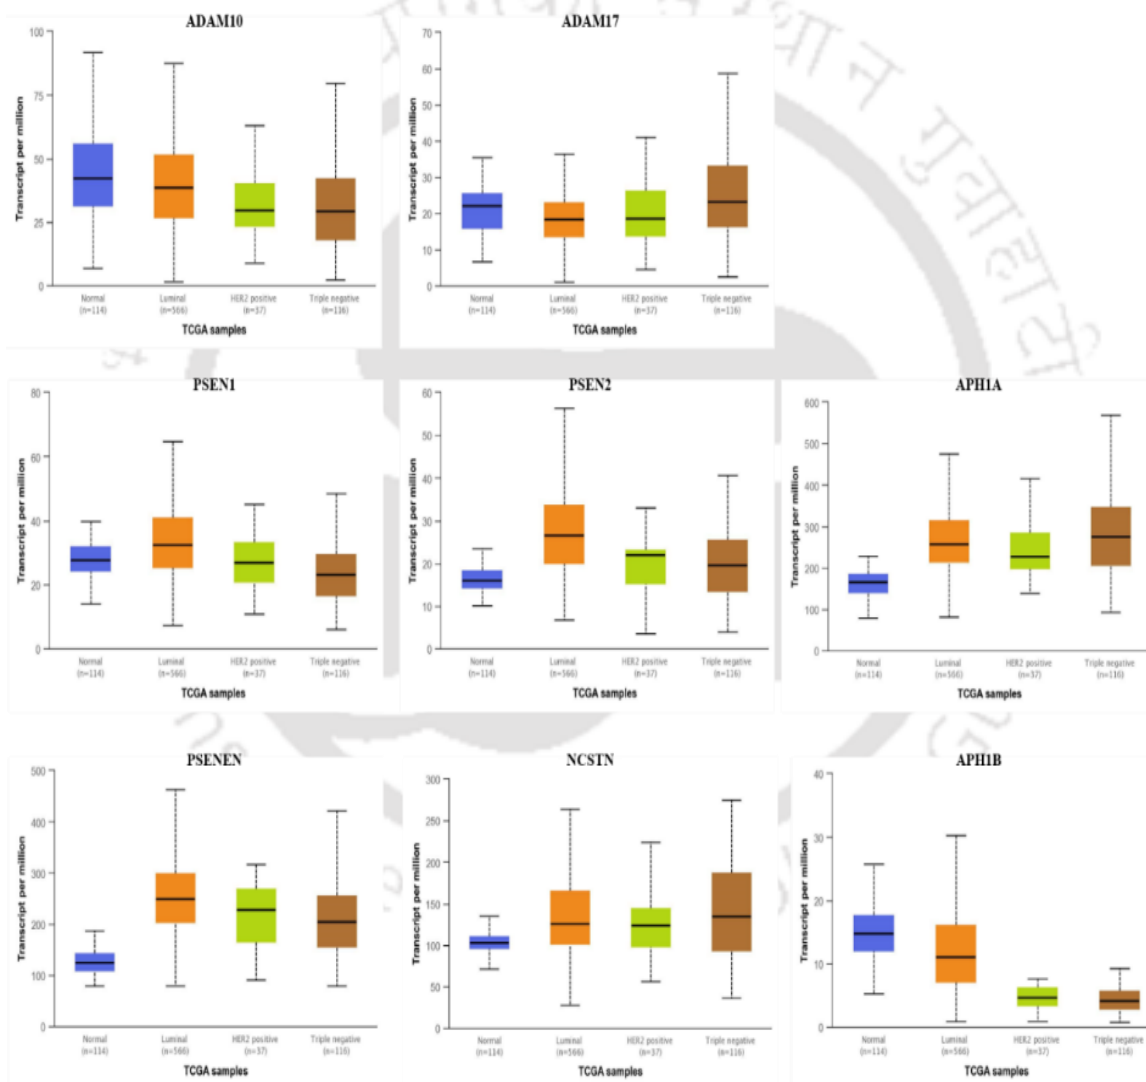 ADAM10
ADAM17
Transcript per million
100
75
50
25
0
Normal
(n=114)
Luminal
(n=566)
HER2 positive
(n=37)
Triple negative
(n=116)
TCGA samples
Transcript per million
70
60
50
40
30
20
10
0
Normal
(n=114)
Luminal
(n=566)
HER2 positive
(n=37)
Triple negative
(n=116)
TCGA samples
PSEN1
PSEN2
APH1A
Transcript per million
80
60
40
20
0
Normal
(n=114)
Luminal
(n=566)
HER2 positive
(n=37)
Triple negative
(n=116)
TCGA samples
Transcript per million
60
50
40
30
20
10
0
Normal
(n=114)
Luminal
(n=566)
HER2 positive
(n=37)
Triple negative
(n=116)
TCGA samples
Transcript per million
600
500
400
300
200
100
0
Normal
(n=114)
Luminal
(n=566)
HER2 positive
(n=37)
Triple negative
(n=116)
TCGA samples
PSENEN
NCSTN
APH1B
Transcript per million
500
400
300
200
100
0
Normal
(n=114)
Luminal
(n=566)
HER2 positive
(n=37)
Triple negative
(n=116)
TCGA samples
Transcript per million
300
250
200
150
100
50
0
Normal
(n=114)
Luminal
(n=566)
HER2 positive
(n=37)
Triple negative
(n=116)
TCGA samples
Transcript per million
40
30
20
10
0
Normal
(n=114)
Luminal
(n=566)
HER2 positive
(n=37)
Triple negative
(n=116)
TCGA samples